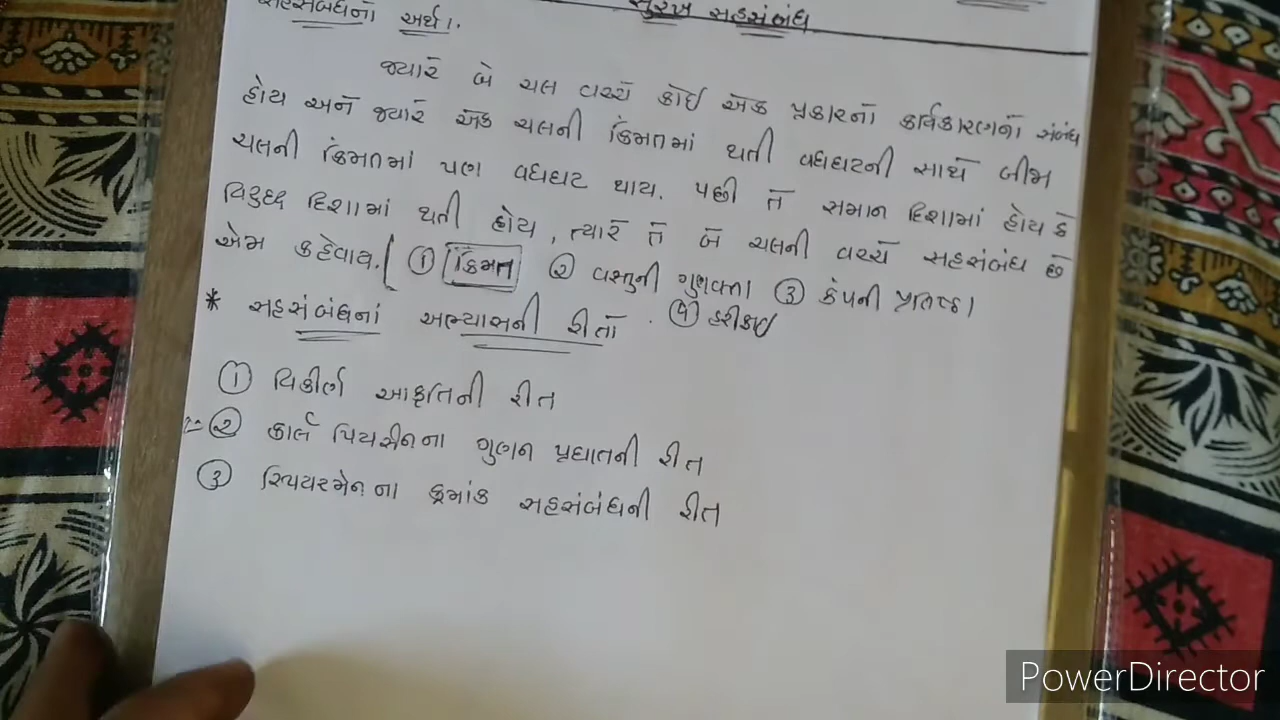 સુરેખ સહસંબંધ
સહસંબંધનો અર્થ।.
જ્યારે બે ચલ વચ્ચે કોઈ એક પ્રકારનો કાર્યકારણનો સંબંધ
હોય અને જ્યારે એક ચલની કિંમતમાં થતી વધઘટની સાથે બીજા
ચલની કિંમતમાં પણ વધઘટ થાય. પછી તે સમાન દિશામાં હોય કે
વિરુદ્ધ દિશામાં થતી હોય, ત્યારે તે બે ચલની વચ્ચે સહસંબંધ છે
એમ કહેવાય. ( ① કિંમત ② વસ્તુની ગુણવત્તા ③ કંપની પ્રતિષ્ઠા
④ હરીફાઈ
* સહસંબંધનાં અભ્યાસની રીતો .
① વિકીર્ણ આકૃતિની રીત
② કાર્લ પિયર્સનના ગુણન પ્રઘાતની રીત
③ સ્પિયરમેનના ક્રમાંક સહસંબંધની રીત
PowerDirector